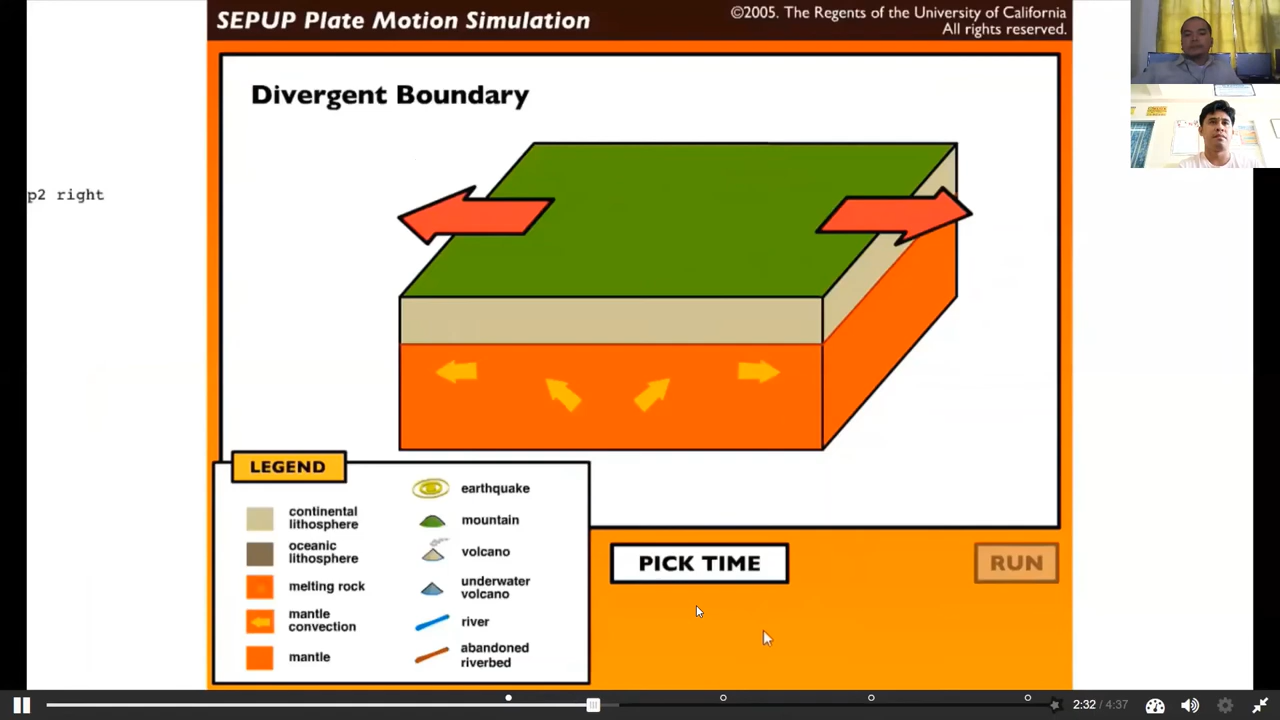 SEPUP Plate Motion Simulation
©2005. The Regents of the University of California
All rights reserved.
Divergent Boundary
p2 right
LEGEND
continental
lithosphere
oceanic
lithosphere
melting rock
mantle
convection
mantle
earthquake
mountain
volcano
underwater
volcano
river
abandoned
riverbed
PICK TIME
RUN
2:32 / 4:37